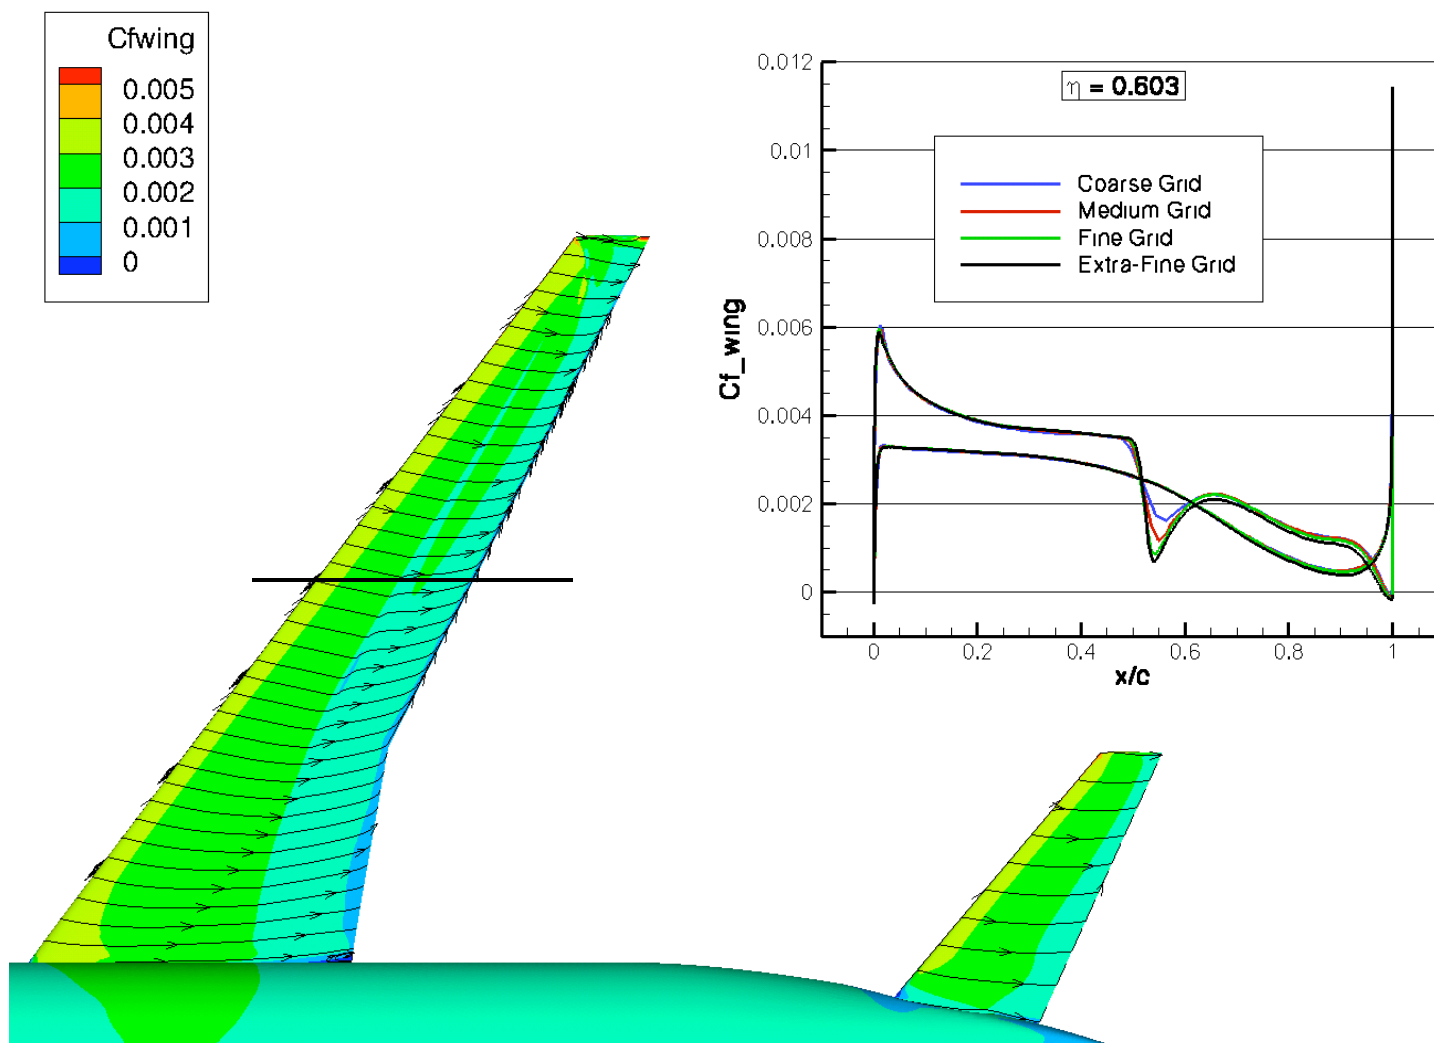 Cfwing
0.005
0.004
0.003
0.002
0.001
0
η = 0.603
Coarse Grid
Medium Grid
Fine Grid
Extra-Fine Grid
Cf_wing
0.012
0.01
0.008
0.006
0.004
0.002
0
0 0.2 0.4 0.6 0.8 1
x/c